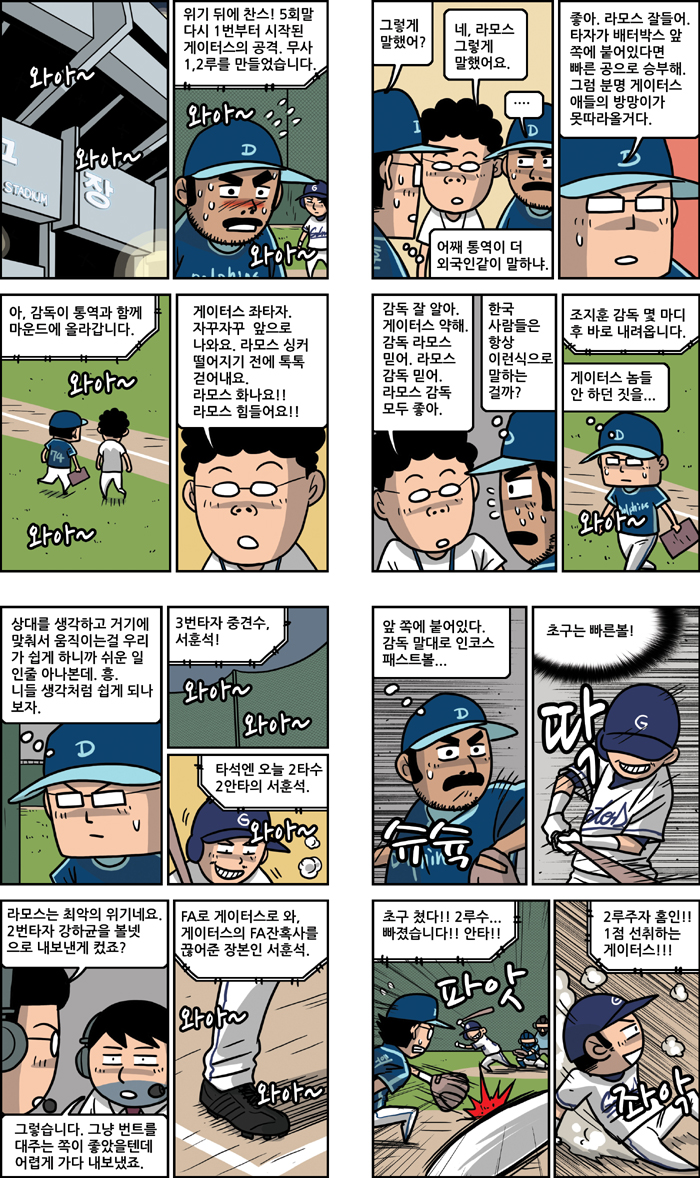 와아~
와아~
고
장
STADIUM
위기 뒤에 찬스! 5회말
다시 1번부터 시작된
게이터스의 공격. 무사
1,2루를 만들었습니다.
와아~
D
G
와아~
Dolphins
아, 감독이 통역과 함께
마운드에 올라갑니다.
와아~
74
와아~
게이터스 좌타자.
자꾸자꾸 앞으로
나와요. 라모스 싱커
떨어지기 전에 톡톡
걷어내요.
라모스 화나요!!
라모스 힘들어요!!
그렇게
말했어?
네, 라모스
그렇게
말했어요.
....
D
어째 통역이 더
외국인같이 말하냐.
좋아. 라모스 잘들어.
타자가 배터박스 앞
쪽에 붙어있다면
빠른 공으로 승부해.
그럼 분명 게이터스
애들의 방망이가
못따라올거다.
D
감독 잘 알아.
게이터스 약해.
감독 라모스
믿어. 라모스
감독 믿어.
라모스 감독
모두 좋아.
한국
사람들은
항상
이런식으로
말하는
걸까?
조지훈 감독 몇 마디
후 바로 내려옵니다.
게이터스 놈들
안 하던 짓을...
D
Dolphins
와아~
상대를 생각하고 거기에
맞춰서 움직이는걸 우리
가 쉽게 하니까 쉬운 일
인줄 아나본데. 흥.
니들 생각처럼 쉽게 되나
보자.
D
3번타자 중견수,
서훈석!
와아~
와아~
타석엔 오늘 2타수
2안타의 서훈석.
G
와아~
라모스는 최악의 위기네요.
2번타자 강하균을 볼넷
으로 내보낸게 컸죠?
그렇습니다. 그냥 번트를
대주는 쪽이 좋았을텐데
어렵게 가다 내보냈죠.
FA로 게이터스로 와,
게이터스의 FA잔혹사를
끊어준 장본인 서훈석.
와아~
와아~
앞 쪽에 붙어있다.
감독 말대로 인코스
패스트볼...
D
슈슉
초구는 빠른볼!
딱
G
초구 쳤다!! 2루수...
빠졌습니다!! 안타!!
파앗
2루주자 홈인!!
1점 선취하는
게이터스!!!
G
좌악